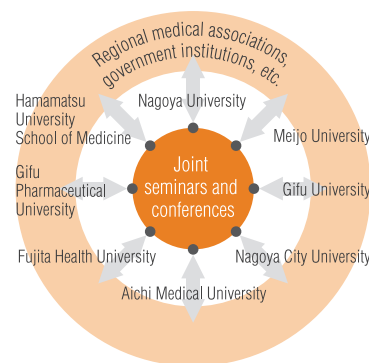 Regional medical associations,
government institutions, etc.
Hamamatsu
University
School of Medicine
Nagoya University
Meijo University
Joint
seminars and
conferences
Gifu
Pharmaceutical
University
Gifu University
Fujita Health University
Nagoya City University
Aichi Medical University